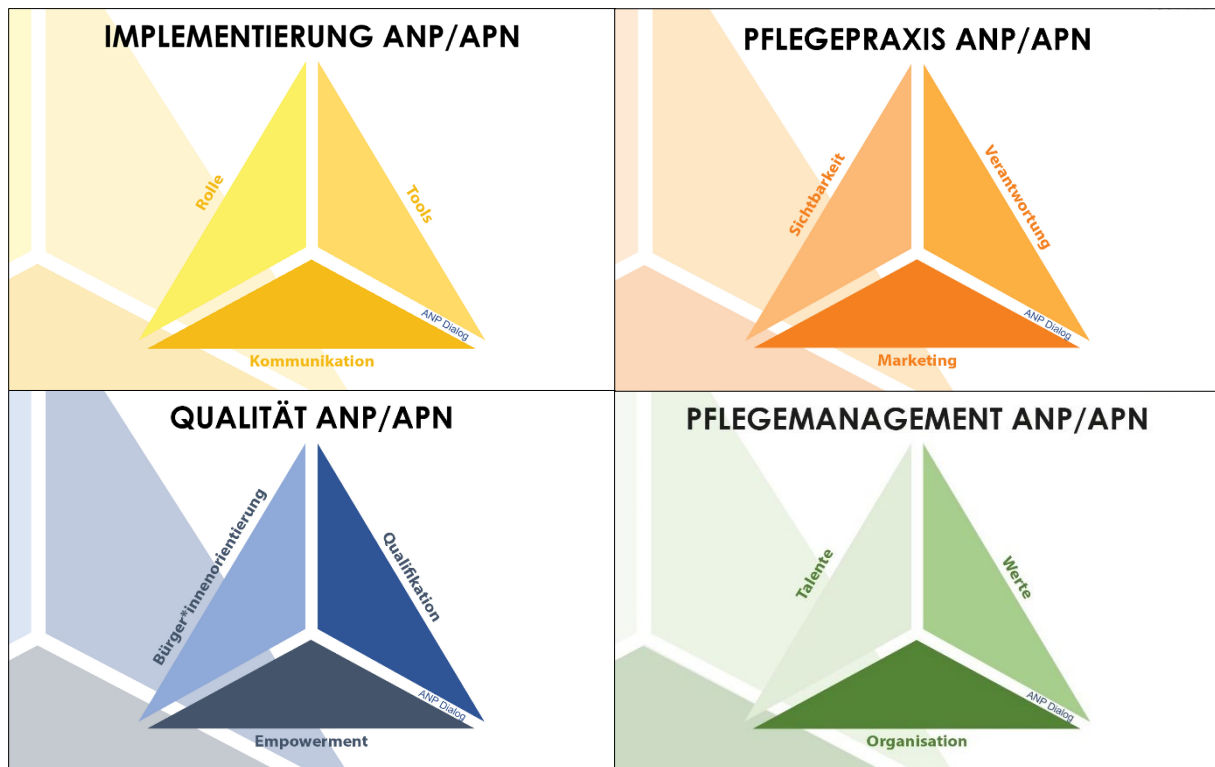 IMPLEMENTIERUNG ANP/APN
Rolle
Tools
ANP Dialog
Kommunikation
PFLEGEPRAXIS ANP/APN
Sichtbarkeit
Verantwortung
ANP Dialog
Marketing
QUALITÄT ANP/APN
Bürger*innenorientierung
Qualifikation
ANP Dialog
Empowerment
PFLEGEMANAGEMENT ANP/APN
Talente
Werte
ANP Dialog
Organisation